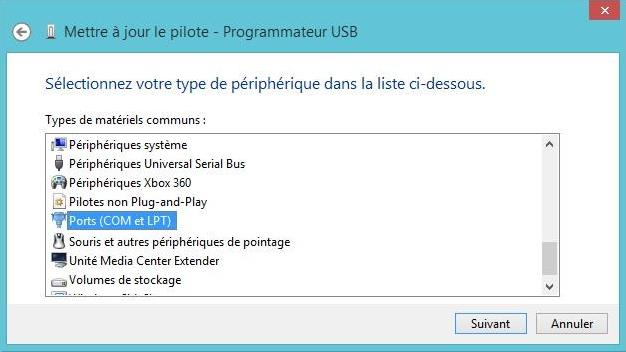 Mettre à jour le pilote - Programmateur USB
Sélectionnez votre type de périphérique dans la liste ci-dessous.
Types de matériels communs :
Périphériques système
Périphériques Universal Serial Bus
Périphériques Xbox 360
Pilotes non Plug-and-Play
Ports (COM et LPT)
Souris et autres périphériques de pointage
Unité Media Center Extender
Volumes de stockage
Suivant
Annuler